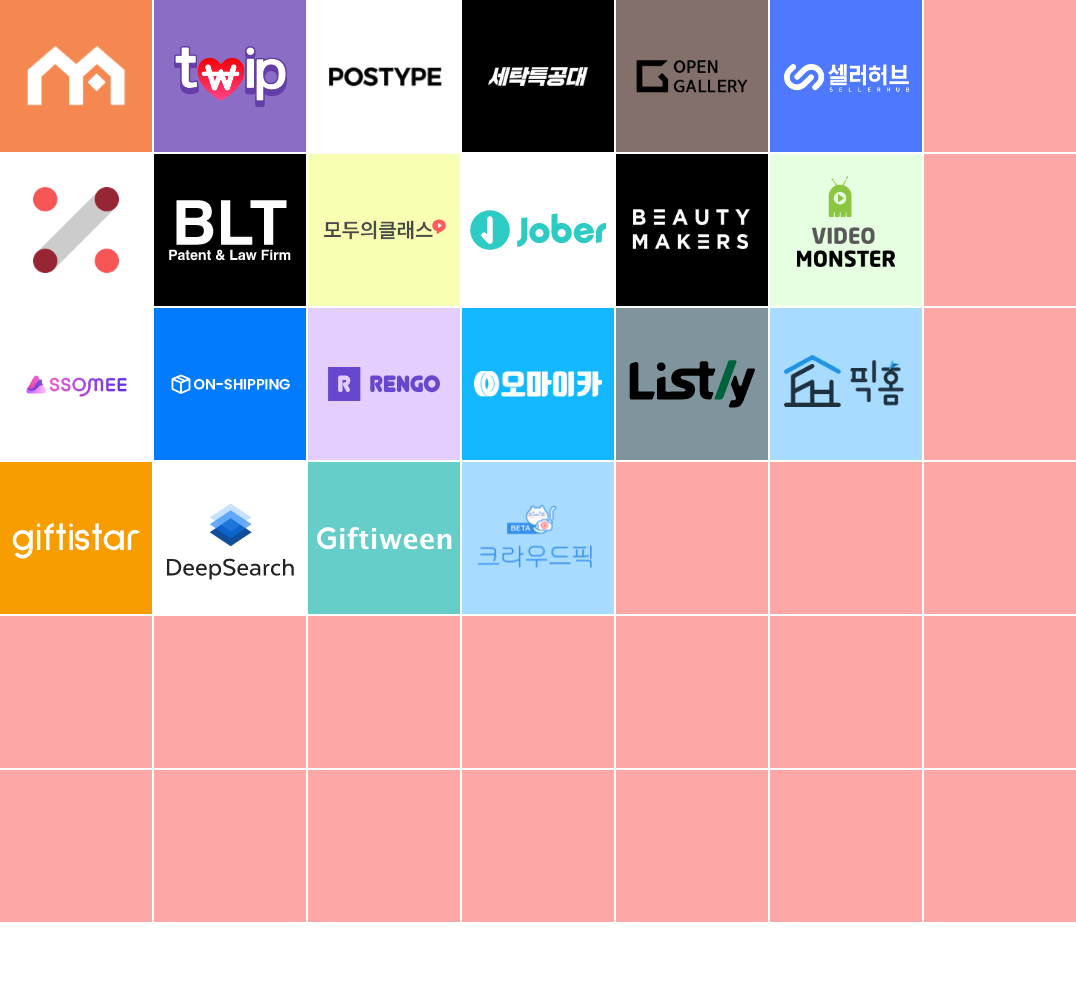 twip
POSTYPE
세탁특공대
OPEN
GALLERY
셀러허브
SELLERHUB
BLT
Patent & Law Firm
모두의클래스
Jober
BEAUTY
MAKERS
VIDEO
MONSTER
SSOMEE
ON-SHIPPING
R RENGO
오마이카
Listly
픽홈
giftistar
DeepSearch
Giftiween
BETA
크라우드픽